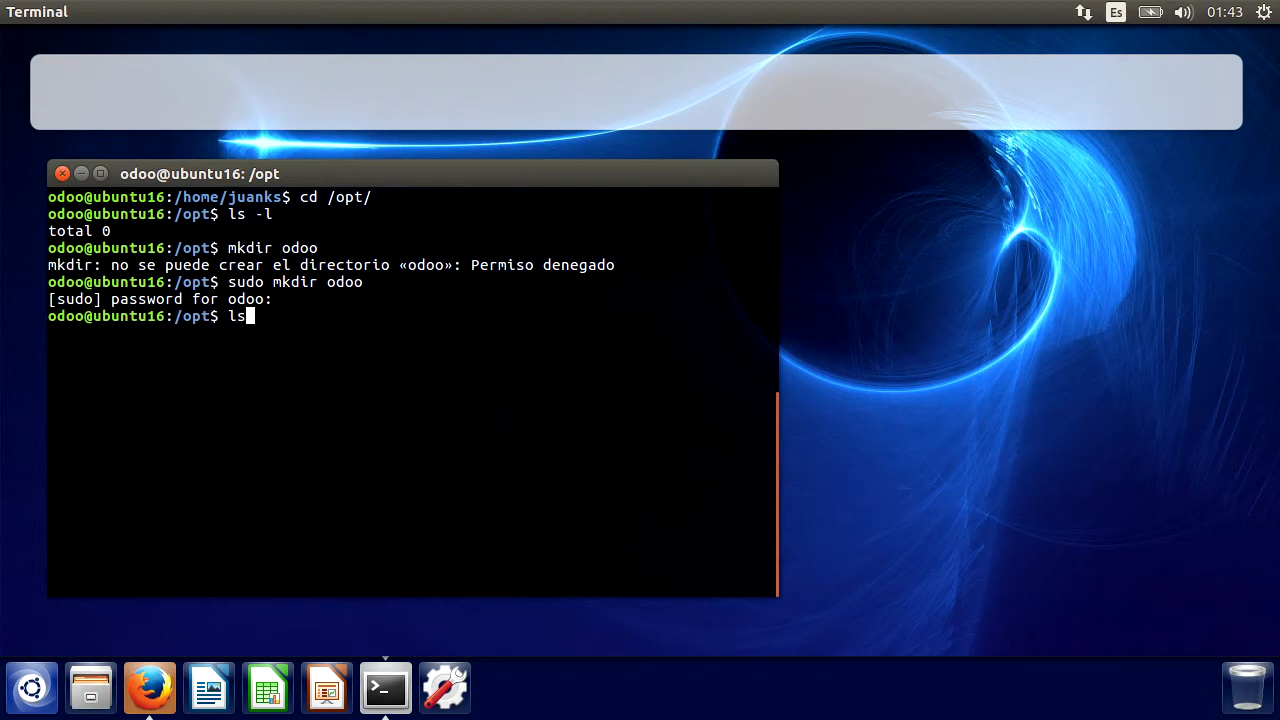 Terminal
Es
01:43
odoo@ubuntu16: /opt
odoo@ubuntu16:/home/juanks$ cd /opt/
odoo@ubuntu16:/opt$ ls -l
total 0
odoo@ubuntu16:/opt$ mkdir odoo
mkdir: no se puede crear el directorio «odoo»: Permiso denegado
odoo@ubuntu16:/opt$ sudo mkdir odoo
[sudo] password for odoo:
odoo@ubuntu16:/opt$ ls